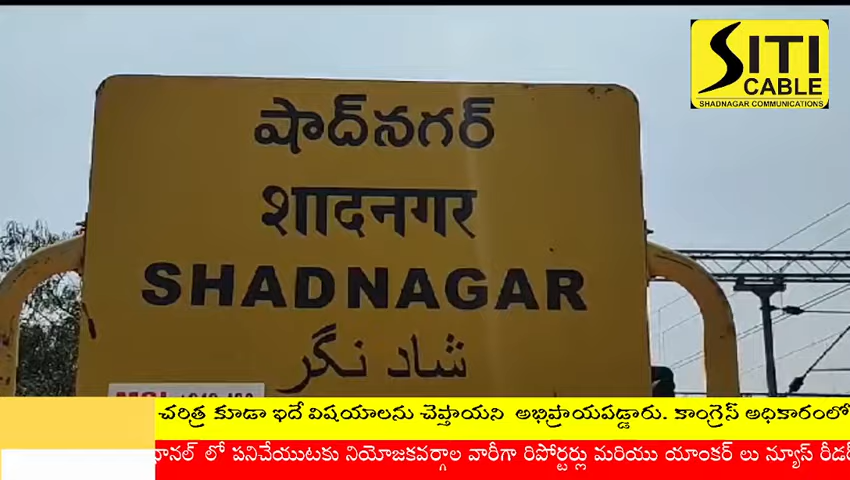 SITI
CABLE
SHADNAGAR COMMUNICATIONS
షాద్‌నగర్
शादनगर
SHADNAGAR
شاد نگر
చరిత్ర కూడా ఇదే విషయాలను చెప్తాయని అభిప్రాయపడ్డారు. కాంగ్రెస్ అధికారంలో
లో పనిచేయుటకు నియోజకవర్గాల వారీగా రిపోర్టర్లు మరియు యాంకర్ లు న్యూస్